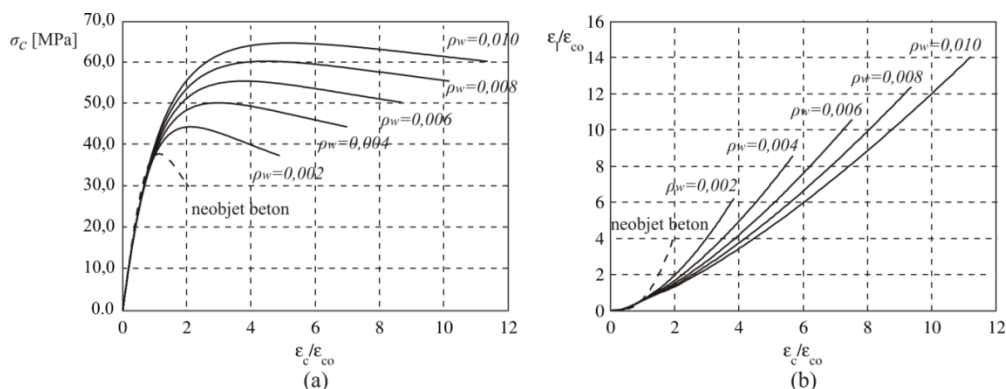 70,0
σc [MPa]
60,0
50,0
40,0
30,0
20,0
10,0
0.0
ρw=0,010
ρw=0,008
ρw=0,006
ρw=0,004
ρw=0,002
neobjet beton
0 2 4 6 8 10 12
εc/εco
(a)
16
εl/εco
14
12
10
8
6
4
2
0
ρw=0,010
ρw=0,008
ρw=0,006
ρw=0,004
ρw=0,002
neobjet beton
0 2 4 6 8 10 12
εc/εco
(b)